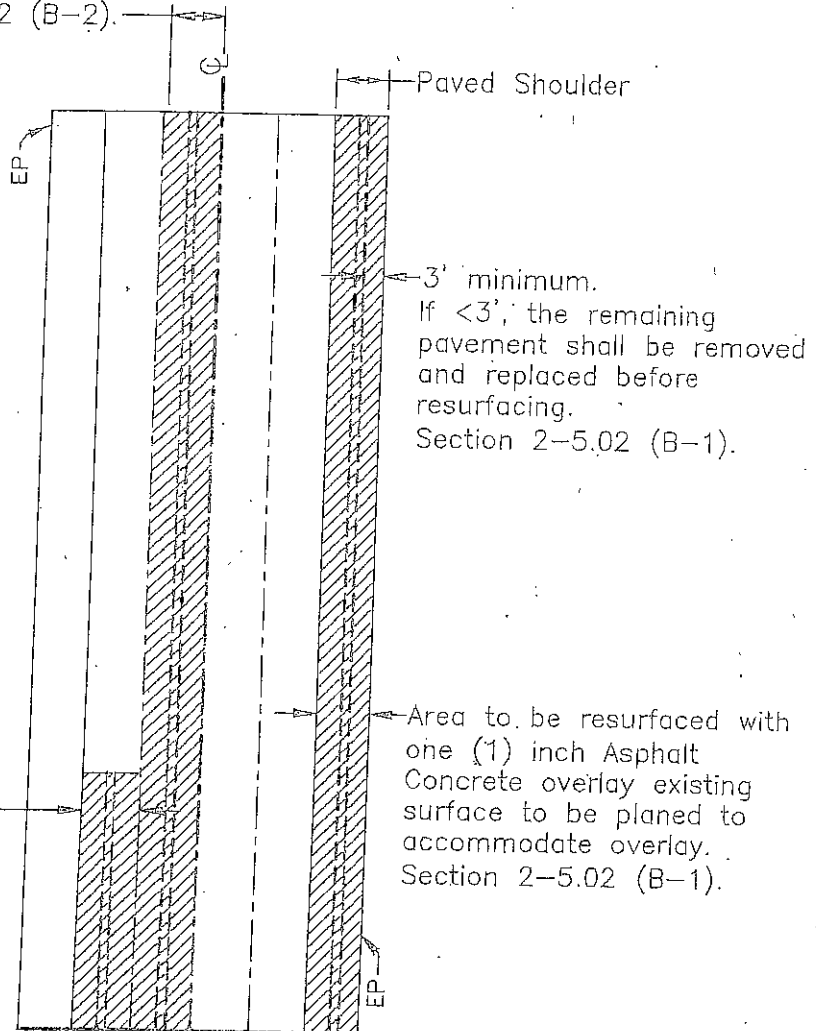 2 (B-2).
℄
Paved Shoulder
EP
3' minimum.
If <3', the remaining
pavement shall be removed
and replaced before
resurfacing.
Section 2-5.02 (B-1).
Area to be resurfaced with
one (1) inch Asphalt
Concrete overlay existing
surface to be planed to
accommodate overlay.
Section 2-5.02 (B-1).
EP